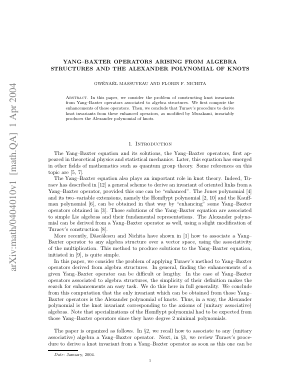 YANG–BAXTER OPERATORS ARISING FROM ALGEBRA
STRUCTURES AND THE ALEXANDER POLYNOMIAL OF KNOTS
GWÉNAËL MASSUYEAU AND FLORIN F. NICHITA
Abstract. In this paper, we consider the problem of constructing knot invariants
from Yang–Baxter operators associated to algebra structures. We first compute the
enhancements of these operators. Then, we conclude that Turaev's procedure to derive
knot invariants from these enhanced operators, as modified by Murakami, invariably
produces the Alexander polynomial of knots.
1. Introduction
The Yang–Baxter equation and its solutions, the Yang–Baxter operators, first ap-
peared in theoretical physics and statistical mechanics. Later, this equation has emerged
in other fields of mathematics such as quantum group theory. Some references on this
topic are [5, 7].
The Yang–Baxter equation also plays an important role in knot theory. Indeed, Tu-
raev has described in [12] a general scheme to derive an invariant of oriented links from a
Yang–Baxter operator, provided this one can be "enhanced". The Jones polynomial [4]
and its two–variable extensions, namely the Homflypt polynomial [2, 10] and the Kauf-
fman polynomial [6], can be obtained in that way by "enhancing" some Yang–Baxter
operators obtained in [3]. Those solutions of the Yang–Baxter equation are associated
to simple Lie algebras and their fundamental representations. The Alexander polyno-
mial can be derived from a Yang–Baxter operator as well, using a slight modification of
Turaev's construction [8].
More recently, Dăscălescu and Nichita have shown in [1] how to associate a Yang–
Baxter operator to any algebra structure over a vector space, using the associativity
of the multiplication. This method to produce solutions to the Yang–Baxter equation,
initiated in [9], is quite simple.
In this paper, we consider the problem of applying Turaev's method to Yang–Baxter
operators derived from algebra structures. In general, finding the enhancements of a
given Yang–Baxter operator can be difficult or lengthy. In the case of Yang–Baxter
operators associated to algebra structures, the simplicity of their definition makes the
search for enhancements an easy task. We do this here in full generality. We conclude
from this computation that the only invariant which can be obtained from those Yang–
Baxter operators is the Alexander polynomial of knots. Thus, in a way, the Alexander
polynomial is the knot invariant corresponding to the axioms of (unitary associative)
algebras. Note that specializations of the Homflypt polynomial had to be expected from
those Yang–Baxter operators since they have degree 2 minimal polynomials.
The paper is organized as follows. In §2, we recall how to associate to any (unitary
associative) algebra a Yang–Baxter operator. Next, in §3, we review Turaev's proce-
dure to derive a knot invariant from a Yang–Baxter operator as soon as this one can be
Date: January, 2004.
1
arXiv:math/0404010v1 [math.QA] 1 Apr 2004